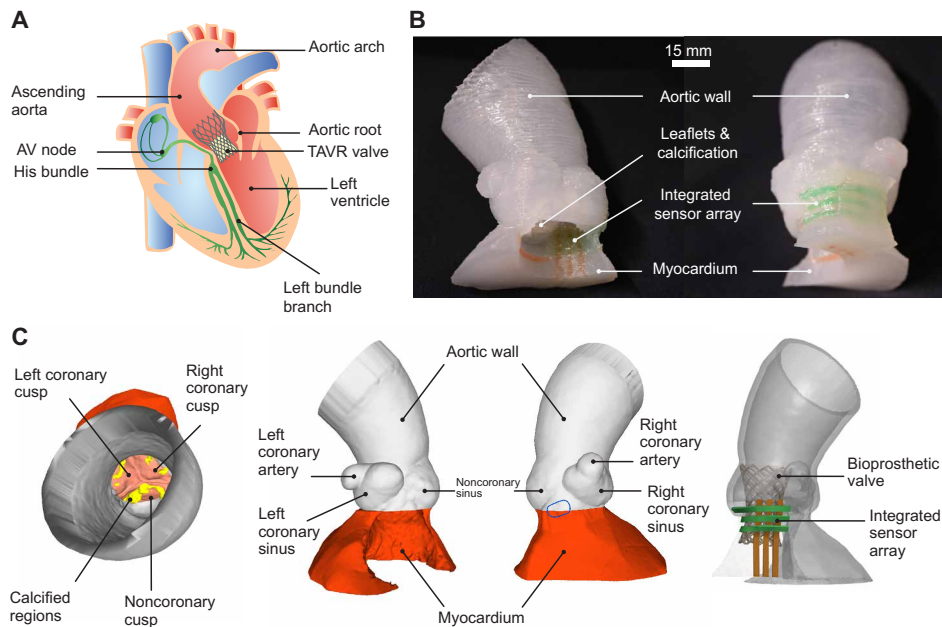 A
Aortic arch
Ascending
aorta
AV node
His bundle
Aortic root
TAVR valve
Left
ventricle
Left bundle
branch
B
15 mm
Aortic wall
Leaflets &
calcification
Integrated
sensor array
Myocardium
C
Left coronary
cusp
Right
coronary
cusp
Calcified
regions
Noncoronary
cusp
Aortic wall
Left
coronary
artery
Left
coronary
sinus
Noncoronary
sinus
Right
coronary
artery
Right
coronary
sinus
Myocardium
Bioprosthetic
valve
Integrated
sensor
array